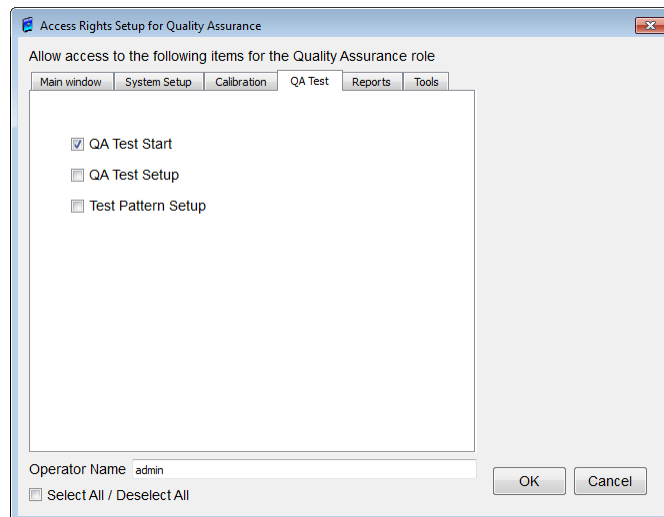 Access Rights Setup for Quality Assurance
Allow access to the following items for the Quality Assurance role
Main window System Setup Calibration QA Test Reports Tools
QA Test Start
QA Test Setup
Test Pattern Setup
Operator Name admin
OK Cancel
Select All / Deselect All